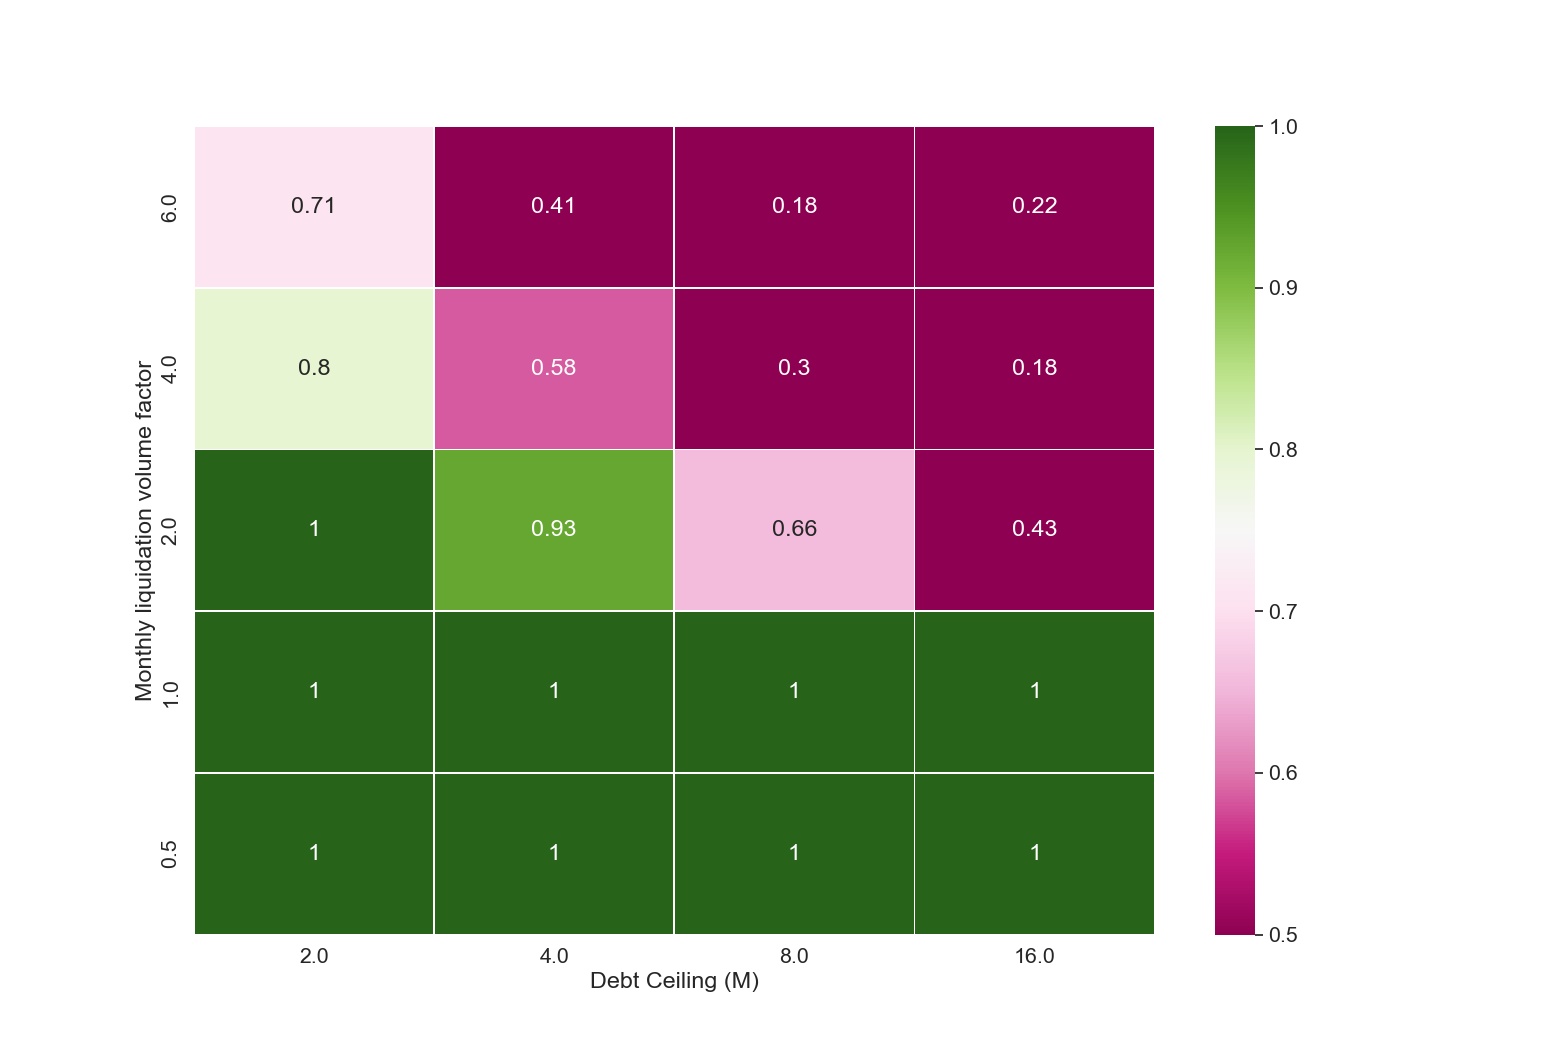 1.0
6.0 0.71 0.41 0.18 0.22
0.9
4.0 0.8 0.58 0.3 0.18
0.8
Monthly liquidation volume factor
2.0 1 0.93 0.66 0.43
0.7
1.0 1 1 1 1
0.6
0.5 1 1 1 1
0.5
2.0 4.0 8.0 16.0
Debt Ceiling (M)